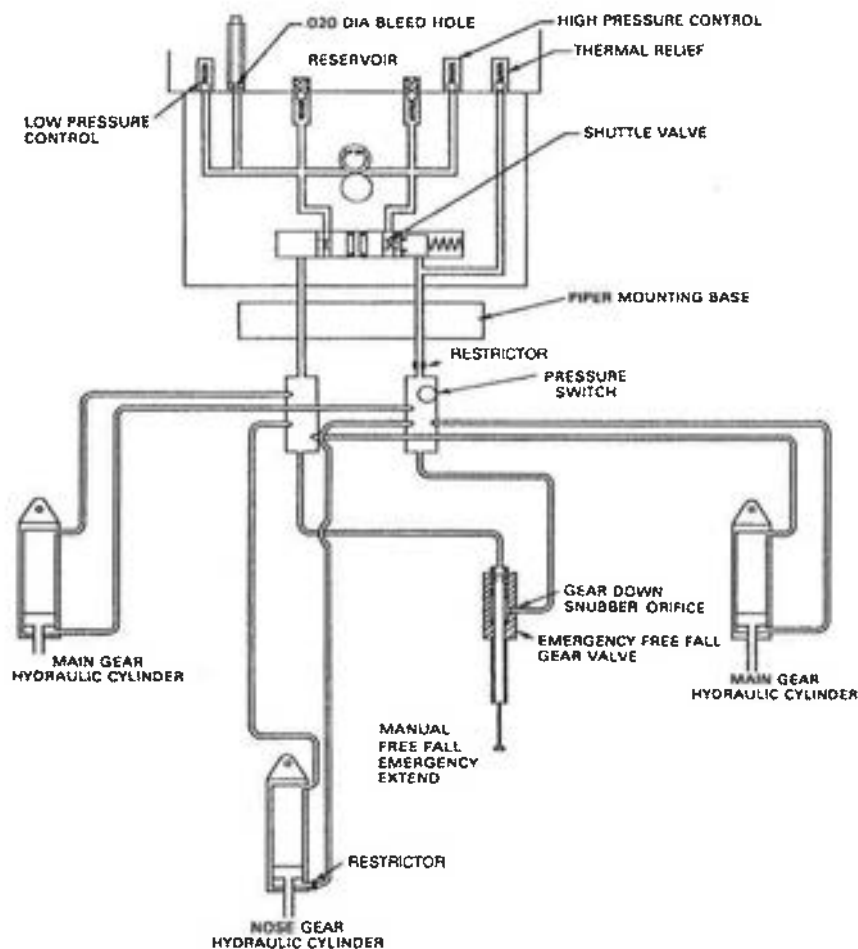 .020 DIA BLEED HOLE
HIGH PRESSURE CONTROL
RESERVOIR
THERMAL RELIEF
LOW PRESSURE
CONTROL
SHUTTLE VALVE
PIPER MOUNTING BASE
RESTRICTOR
PRESSURE
SWITCH
GEAR DOWN
SNUBBER ORIFICE
EMERGENCY FREE FALL
GEAR VALVE
MAIN GEAR
HYDRAULIC CYLINDER
MAIN GEAR
HYDRAULIC CYLINDER
MANUAL
FREE FALL
EMERGENCY
EXTEND
RESTRICTOR
NOSE GEAR
HYDRAULIC CYLINDER